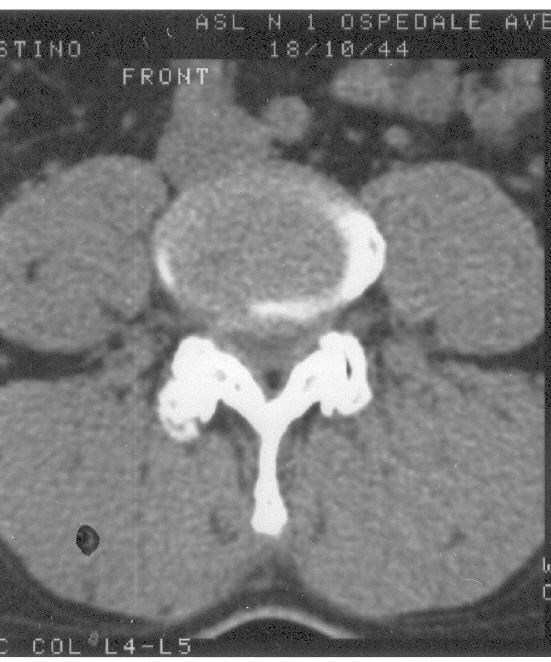 ASL N 1 OSPEDALE AVE
STINO 18/10/44
FRONT
W
C
C COL L4-L5